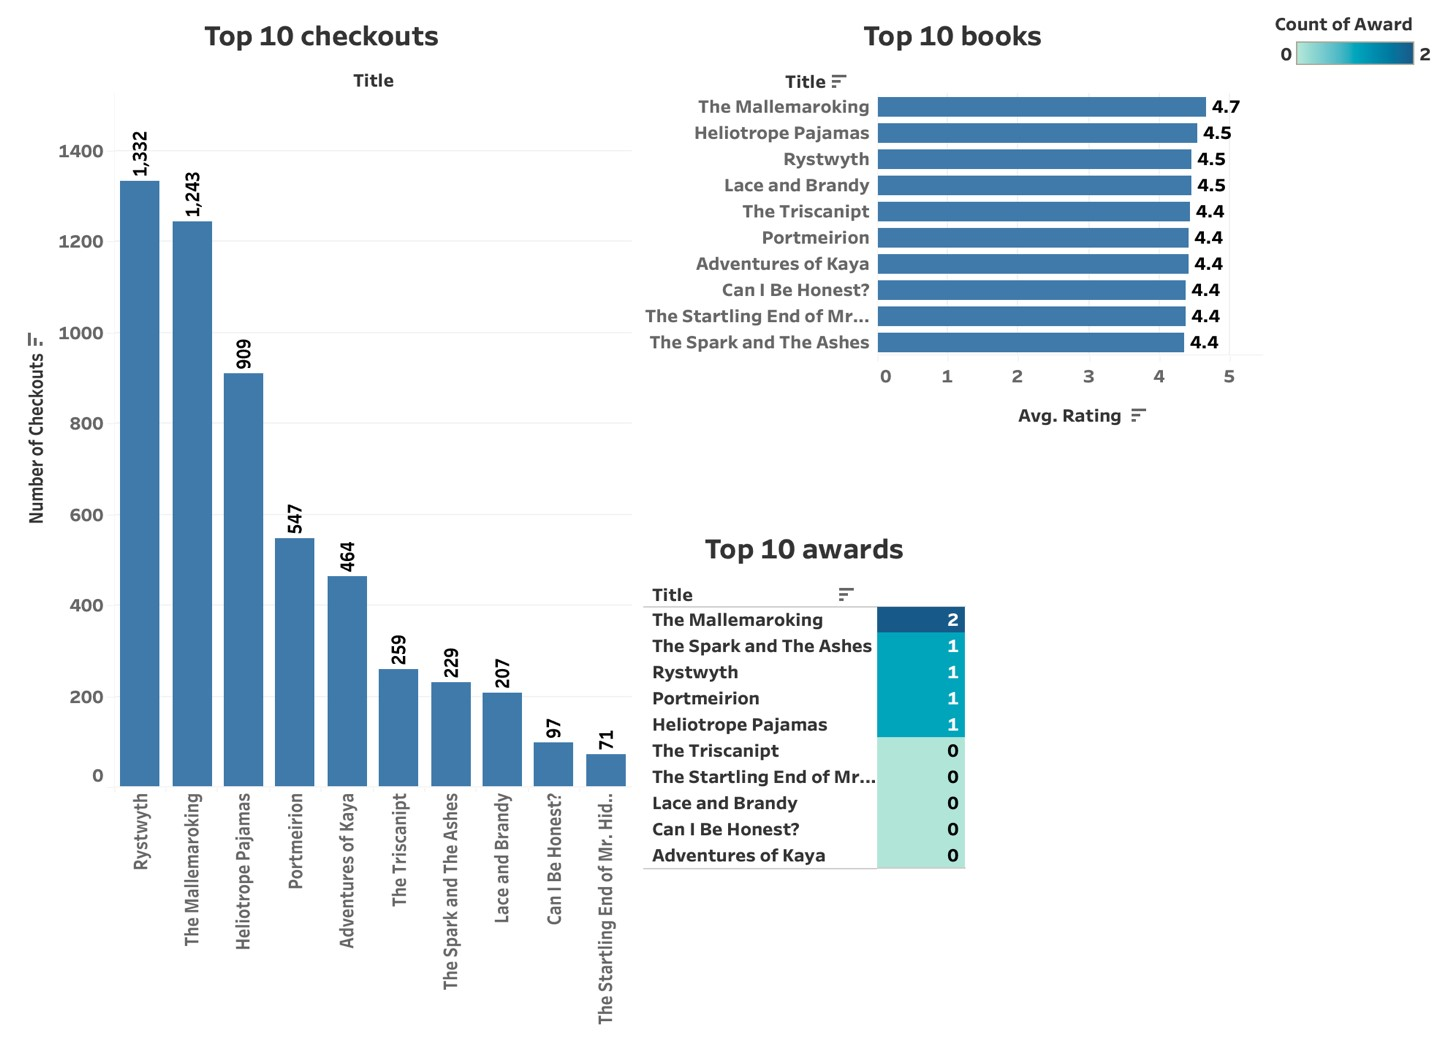 Top 10 checkouts
Title
Number of Checkouts
1400
1200
1000
800
600
400
200
0
1,332
1,243
909
547
464
259
229
207
97
71
Rystwyth
The Mallemaroking
Heliotrope Pajamas
Portmeirion
Adventures of Kaya
The Triscanipt
The Spark and The Ashes
Lace and Brandy
Can I Be Honest?
The Startling End of Mr. Hid..
Top 10 books
Title
The Mallemaroking 4.7
Heliotrope Pajamas 4.5
Rystwyth 4.5
Lace and Brandy 4.5
The Triscanipt 4.4
Portmeirion 4.4
Adventures of Kaya 4.4
Can I Be Honest? 4.4
The Startling End of Mr... 4.4
The Spark and The Ashes 4.4
0 1 2 3 4 5
Avg. Rating
Count of Award
0 2
Top 10 awards
Title
The Mallemaroking 2
The Spark and The Ashes 1
Rystwyth 1
Portmeirion 1
Heliotrope Pajamas 1
The Triscanipt 0
The Startling End of Mr... 0
Lace and Brandy 0
Can I Be Honest? 0
Adventures of Kaya 0